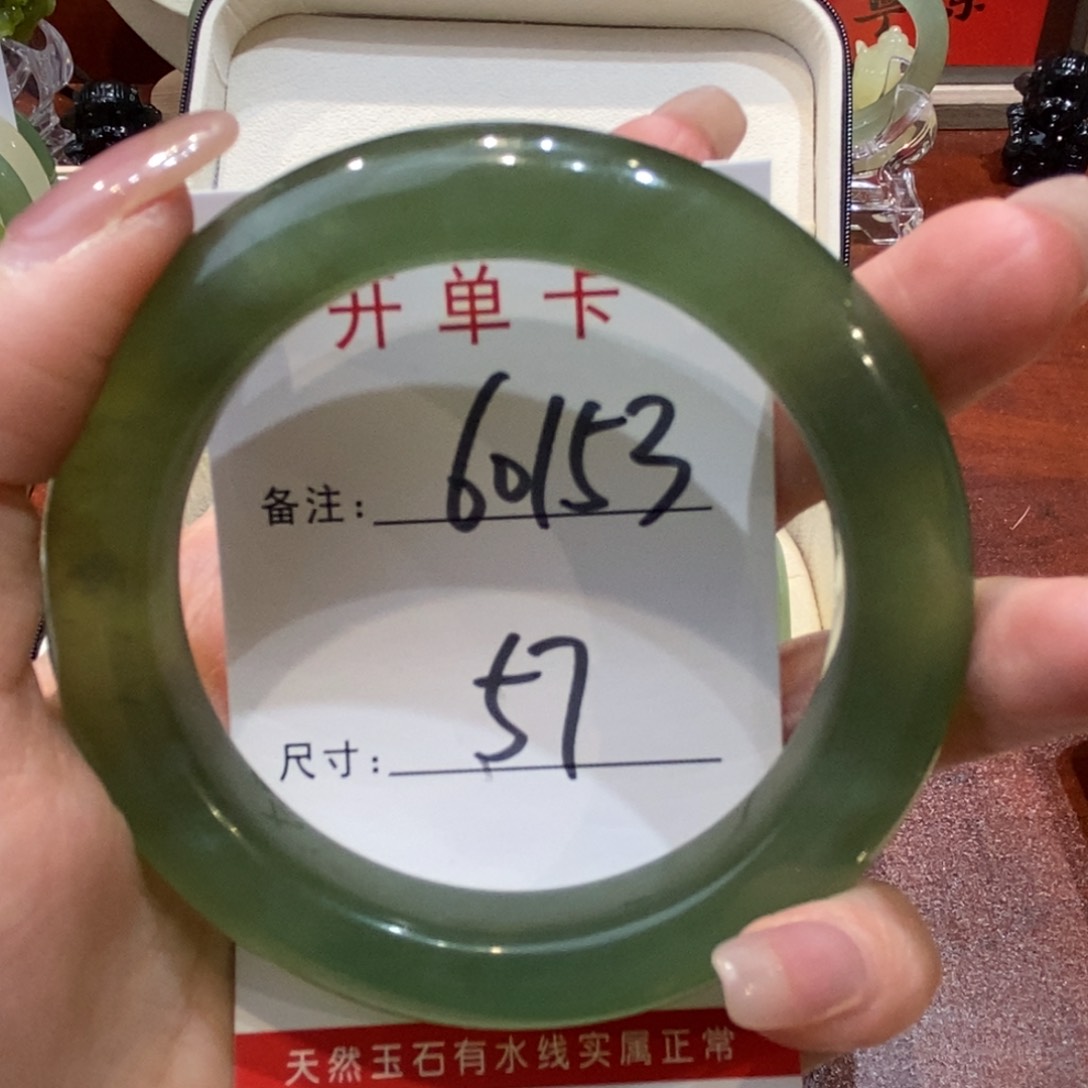 开单卡
备注: 60153
尺寸: 57
天然玉石有水线实属正常